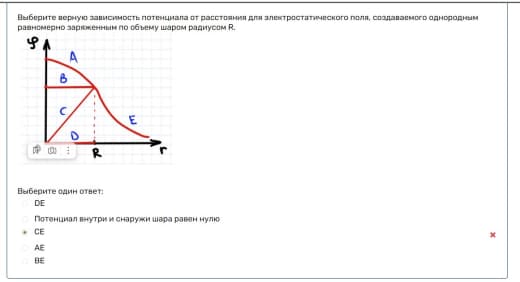 Выберите верную зависимость потенциала от расстояния для электростатического поля, создаваемого однородным
равномерно заряженным по объему шаром радиусом R.
φ
A
B
C
E
D
R
r
Выберите один ответ:
DE
Потенциал внутри и снаружи шара равен нулю
CE
AE
BE